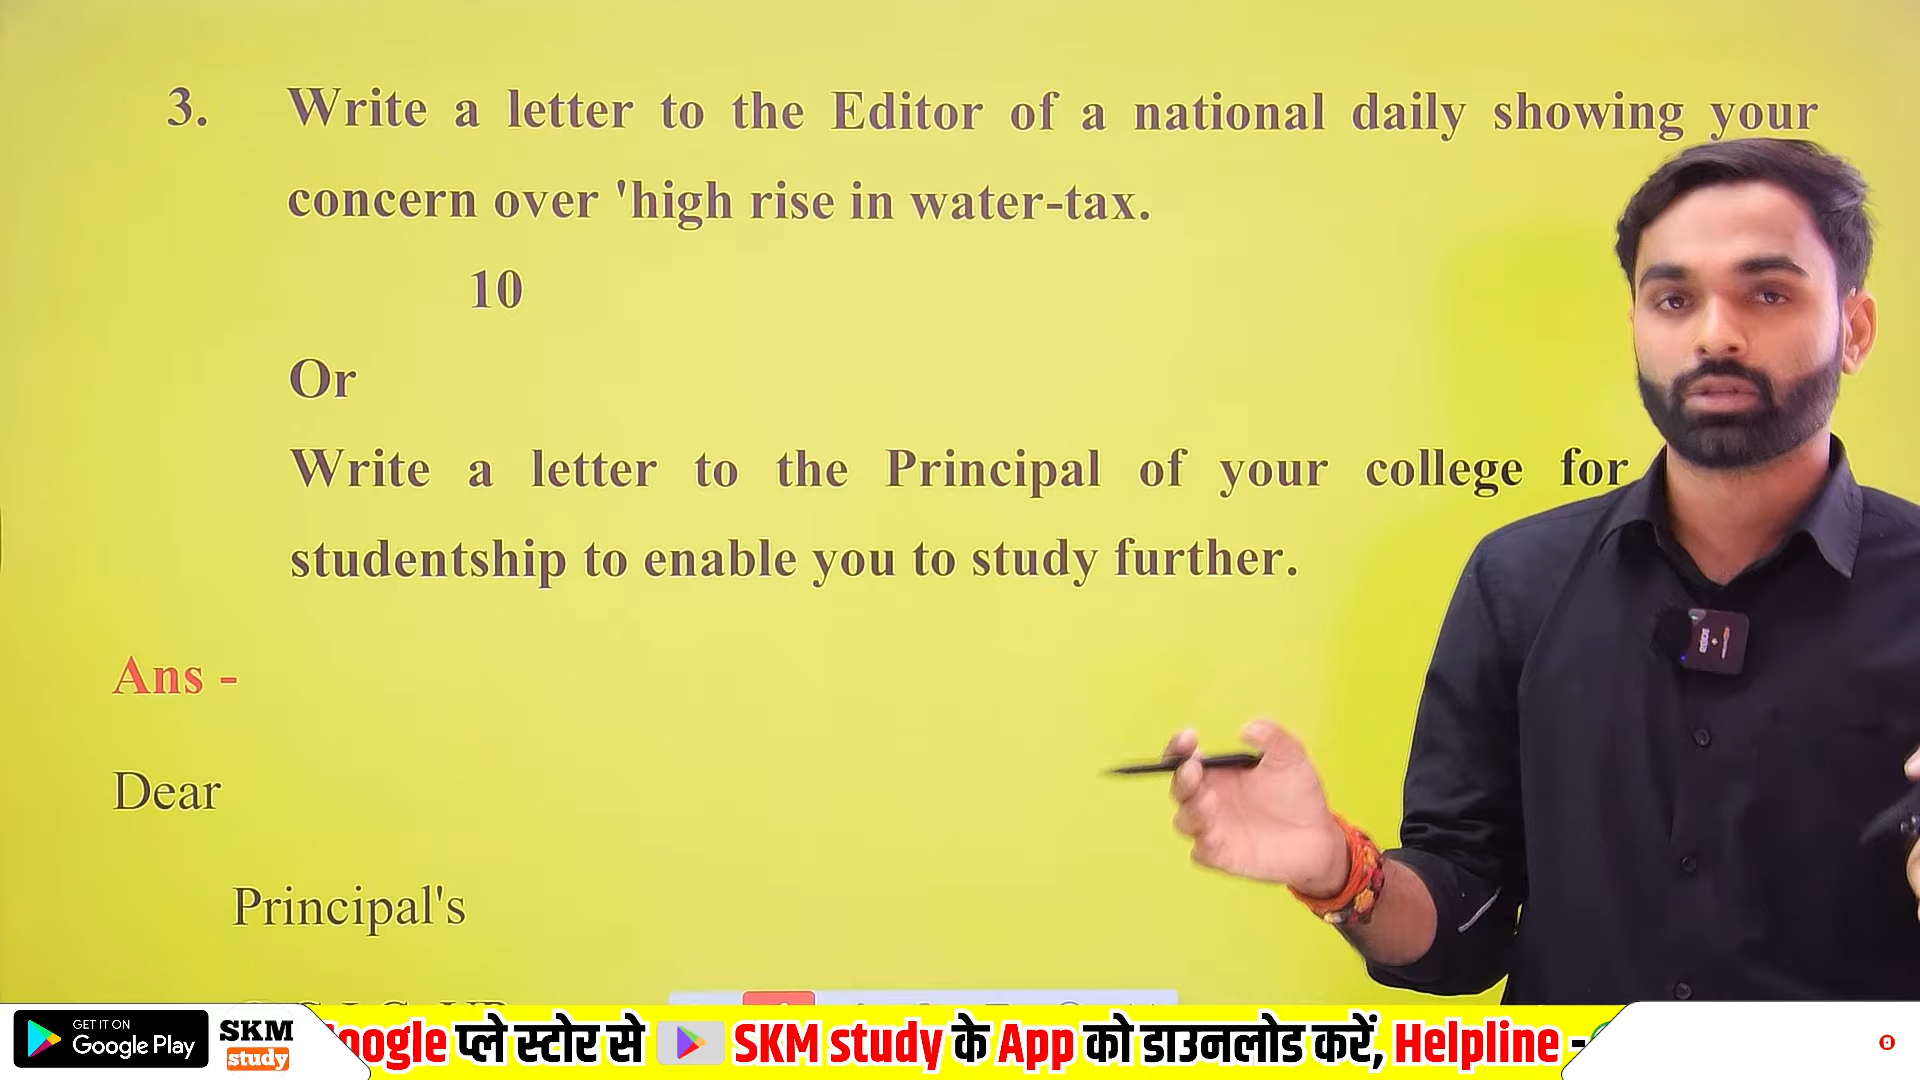 3. Write a letter to the Editor of a national daily showing your
concern over 'high rise in water-tax.
10
Or
Write a letter to the Principal of your college for
studentship to enable you to study further.
Ans -
Dear
Principal's
GET IT ON
Google Play
SKM
study
oogle प्ले स्टोर से SKM study के App को डाउनलोड करें, Helpline -